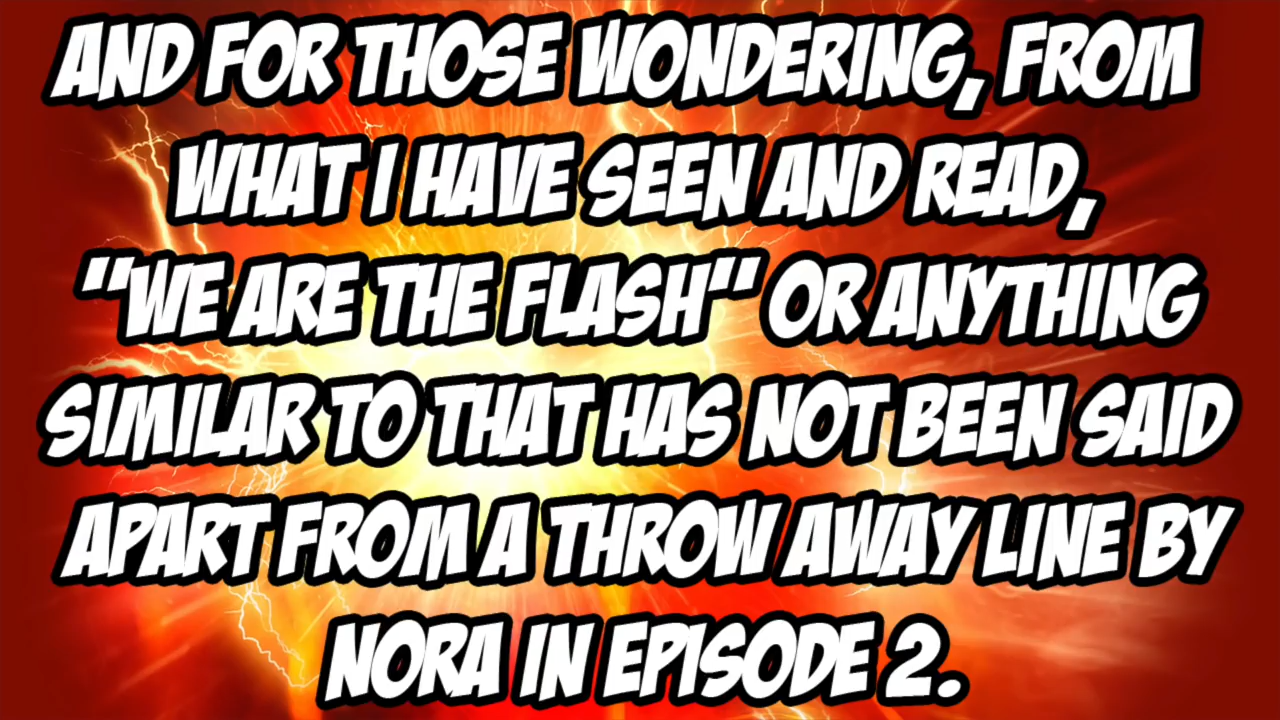 AND FOR THOSE WONDERING, FROM
WHAT I HAVE SEEN AND READ,
"WE ARE THE FLASH" OR ANYTHING
SIMILAR TO THAT HAS NOT BEEN SAID
APART FROM A THROW AWAY LINE BY
NORA IN EPISODE 2.